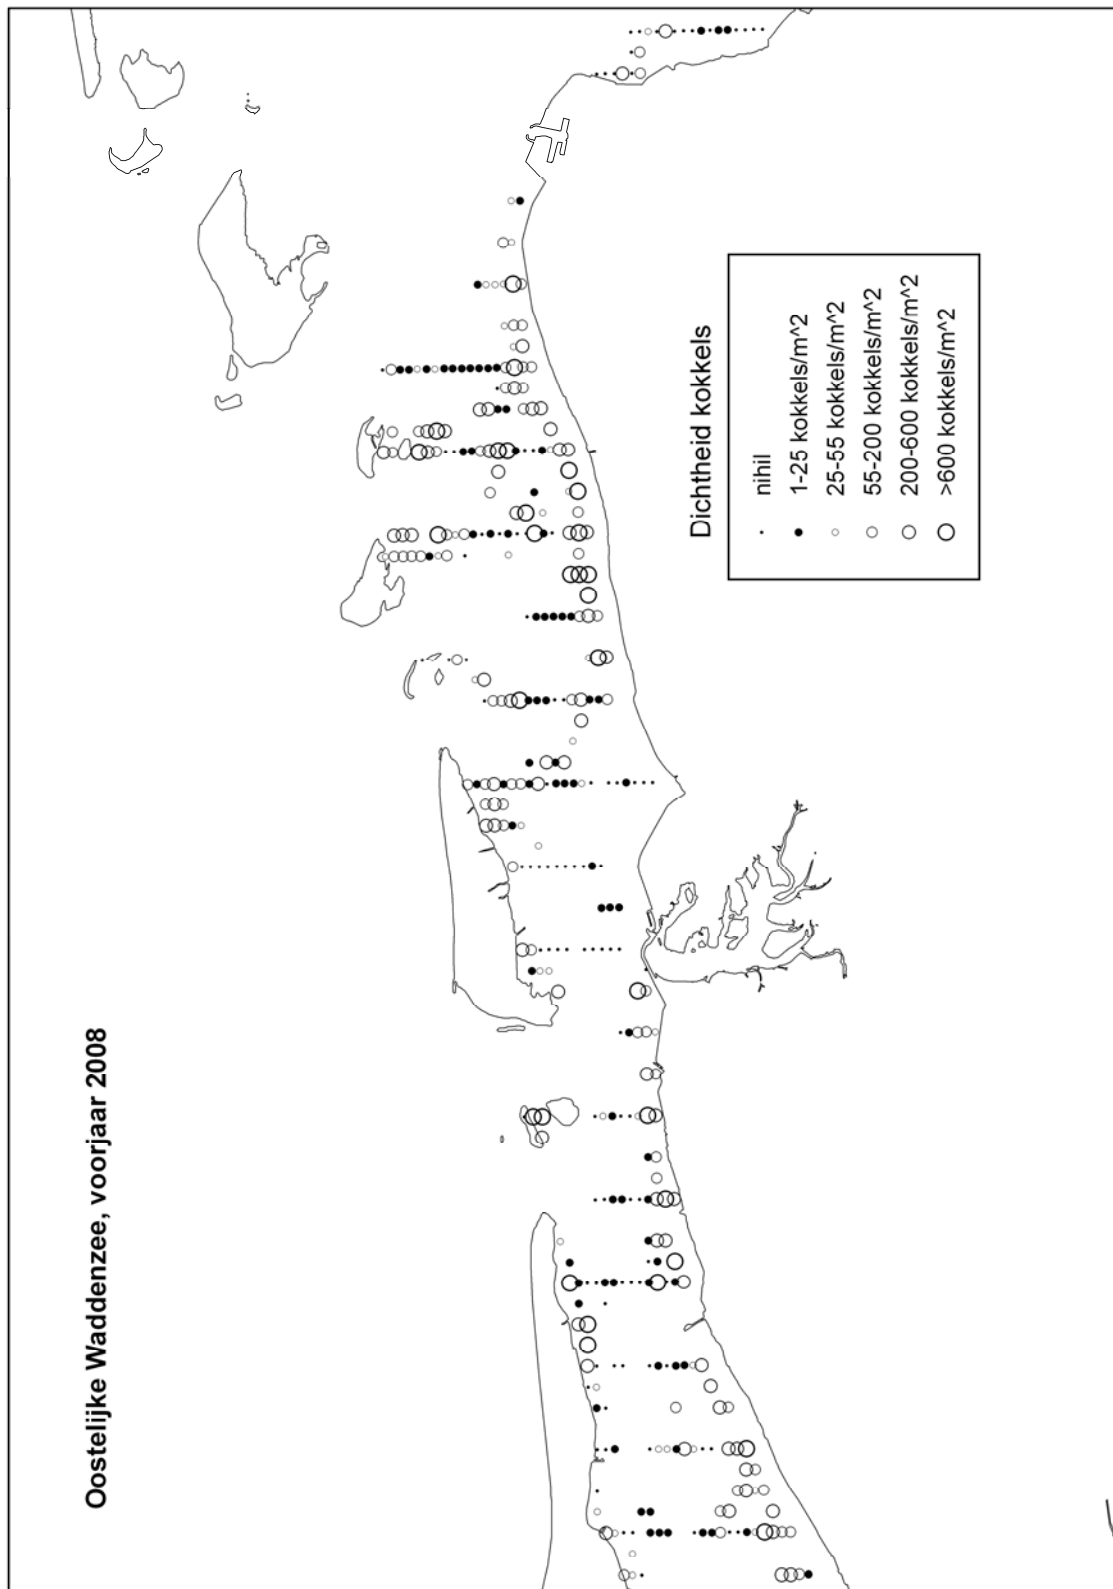 Oostelijke Waddenzee, voorjaar 2008
Dichtheid kokkels
nihil
1-25 kokkels/m^2
25-55 kokkels/m^2
55-200 kokkels/m^2
200-600 kokkels/m^2
>600 kokkels/m^2